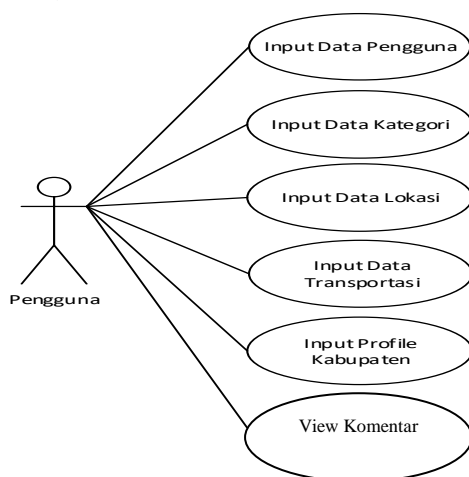 Input Data Pengguna
Input Data Kategori
Input Data Lokasi
Input Data
Transportasi
Pengguna
Input Profile
Kabupaten
View Komentar